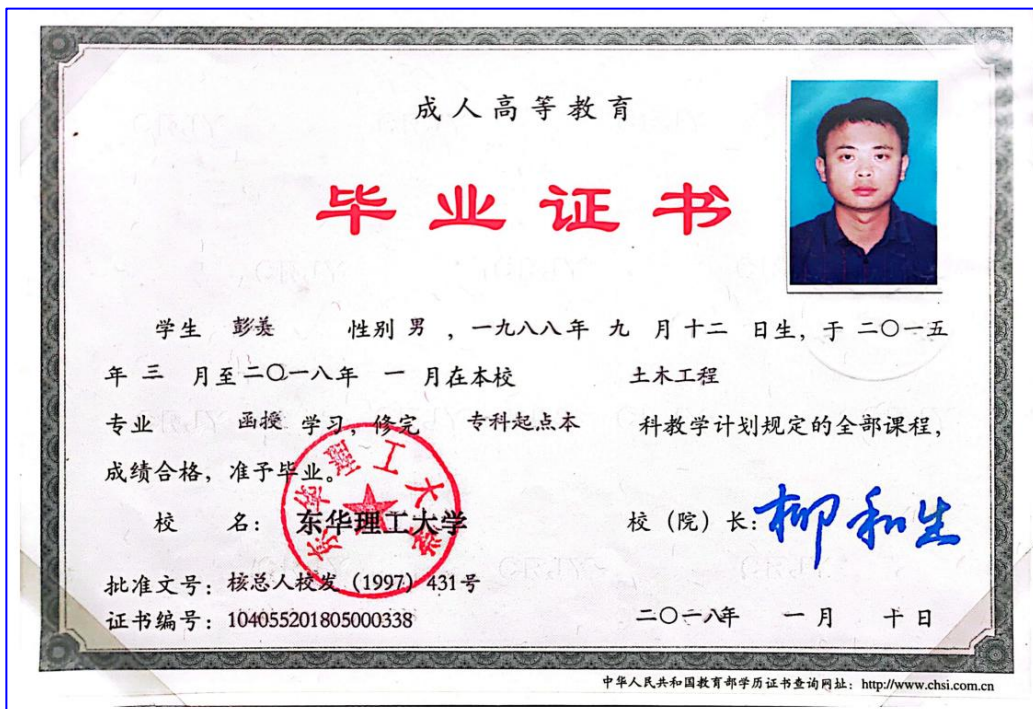 成人高等教育
毕业证书
学生 彭羡 性别 男 ，一九八八年 九 月十二 日生，于 二〇一五
年 三 月至二〇一八年 一 月在本校 土木工程
专业 函授 学习，修完 专科起点本 科教学计划规定的全部课程，
成绩合格，准予毕业。
校 名：东华理工大学 校（院）长：柳和生
东华理工大学
批准文号：核总人校发（1997）431号
证书编号：104055201805000338 二〇一八年 一月 十日
中华人民共和国教育部学历证书查询网址：http://www.chsi.com.cn